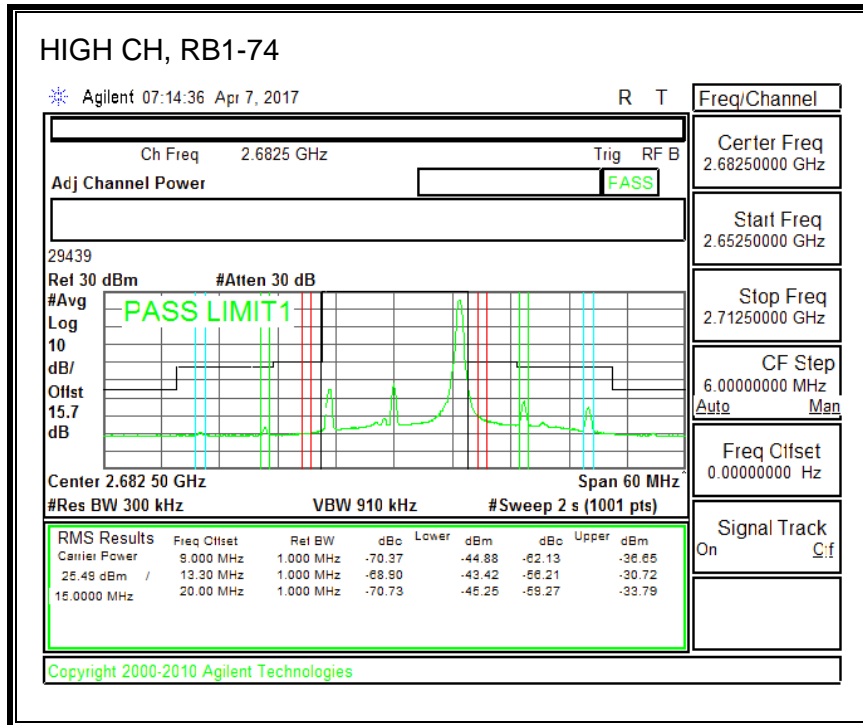 HIGH CH, RB1-74
Agilent 07:14:36 Apr 7, 2017 R T
Freq/Channel
Ch Freq 2.6825 GHz Trig RF B
Adj Channel Power PASS
Center Freq
2.68250000 GHz
Start Freq
2.65250000 GHz
29439
Ref 30 dBm #Atten 30 dB
#Avg
Log
10
dB/
Offst
15.7
dB
PASS LIMIT1
Stop Freq
2.71250000 GHz
CF Step
6.00000000 MHz
Auto Man
Freq Offset
0.00000000 Hz
Center 2.682 50 GHz Span 60 MHz
#Res BW 300 kHz VBW 910 kHz #Sweep 2 s (1001 pts)
Signal Track
On Off
RMS Results Freq Offset Ref BW dBc Lower dBm dBc Upper dBm
Carrier Power 9.000 MHz 1.000 MHz -70.37 -44.88 -62.13 -36.65
25.49 dBm / 13.30 MHz 1.000 MHz -68.90 -43.42 -56.21 -30.72
15.0000 MHz 20.00 MHz 1.000 MHz -70.73 -45.25 -59.27 -33.79
Copyright 2000-2010 Agilent Technologies